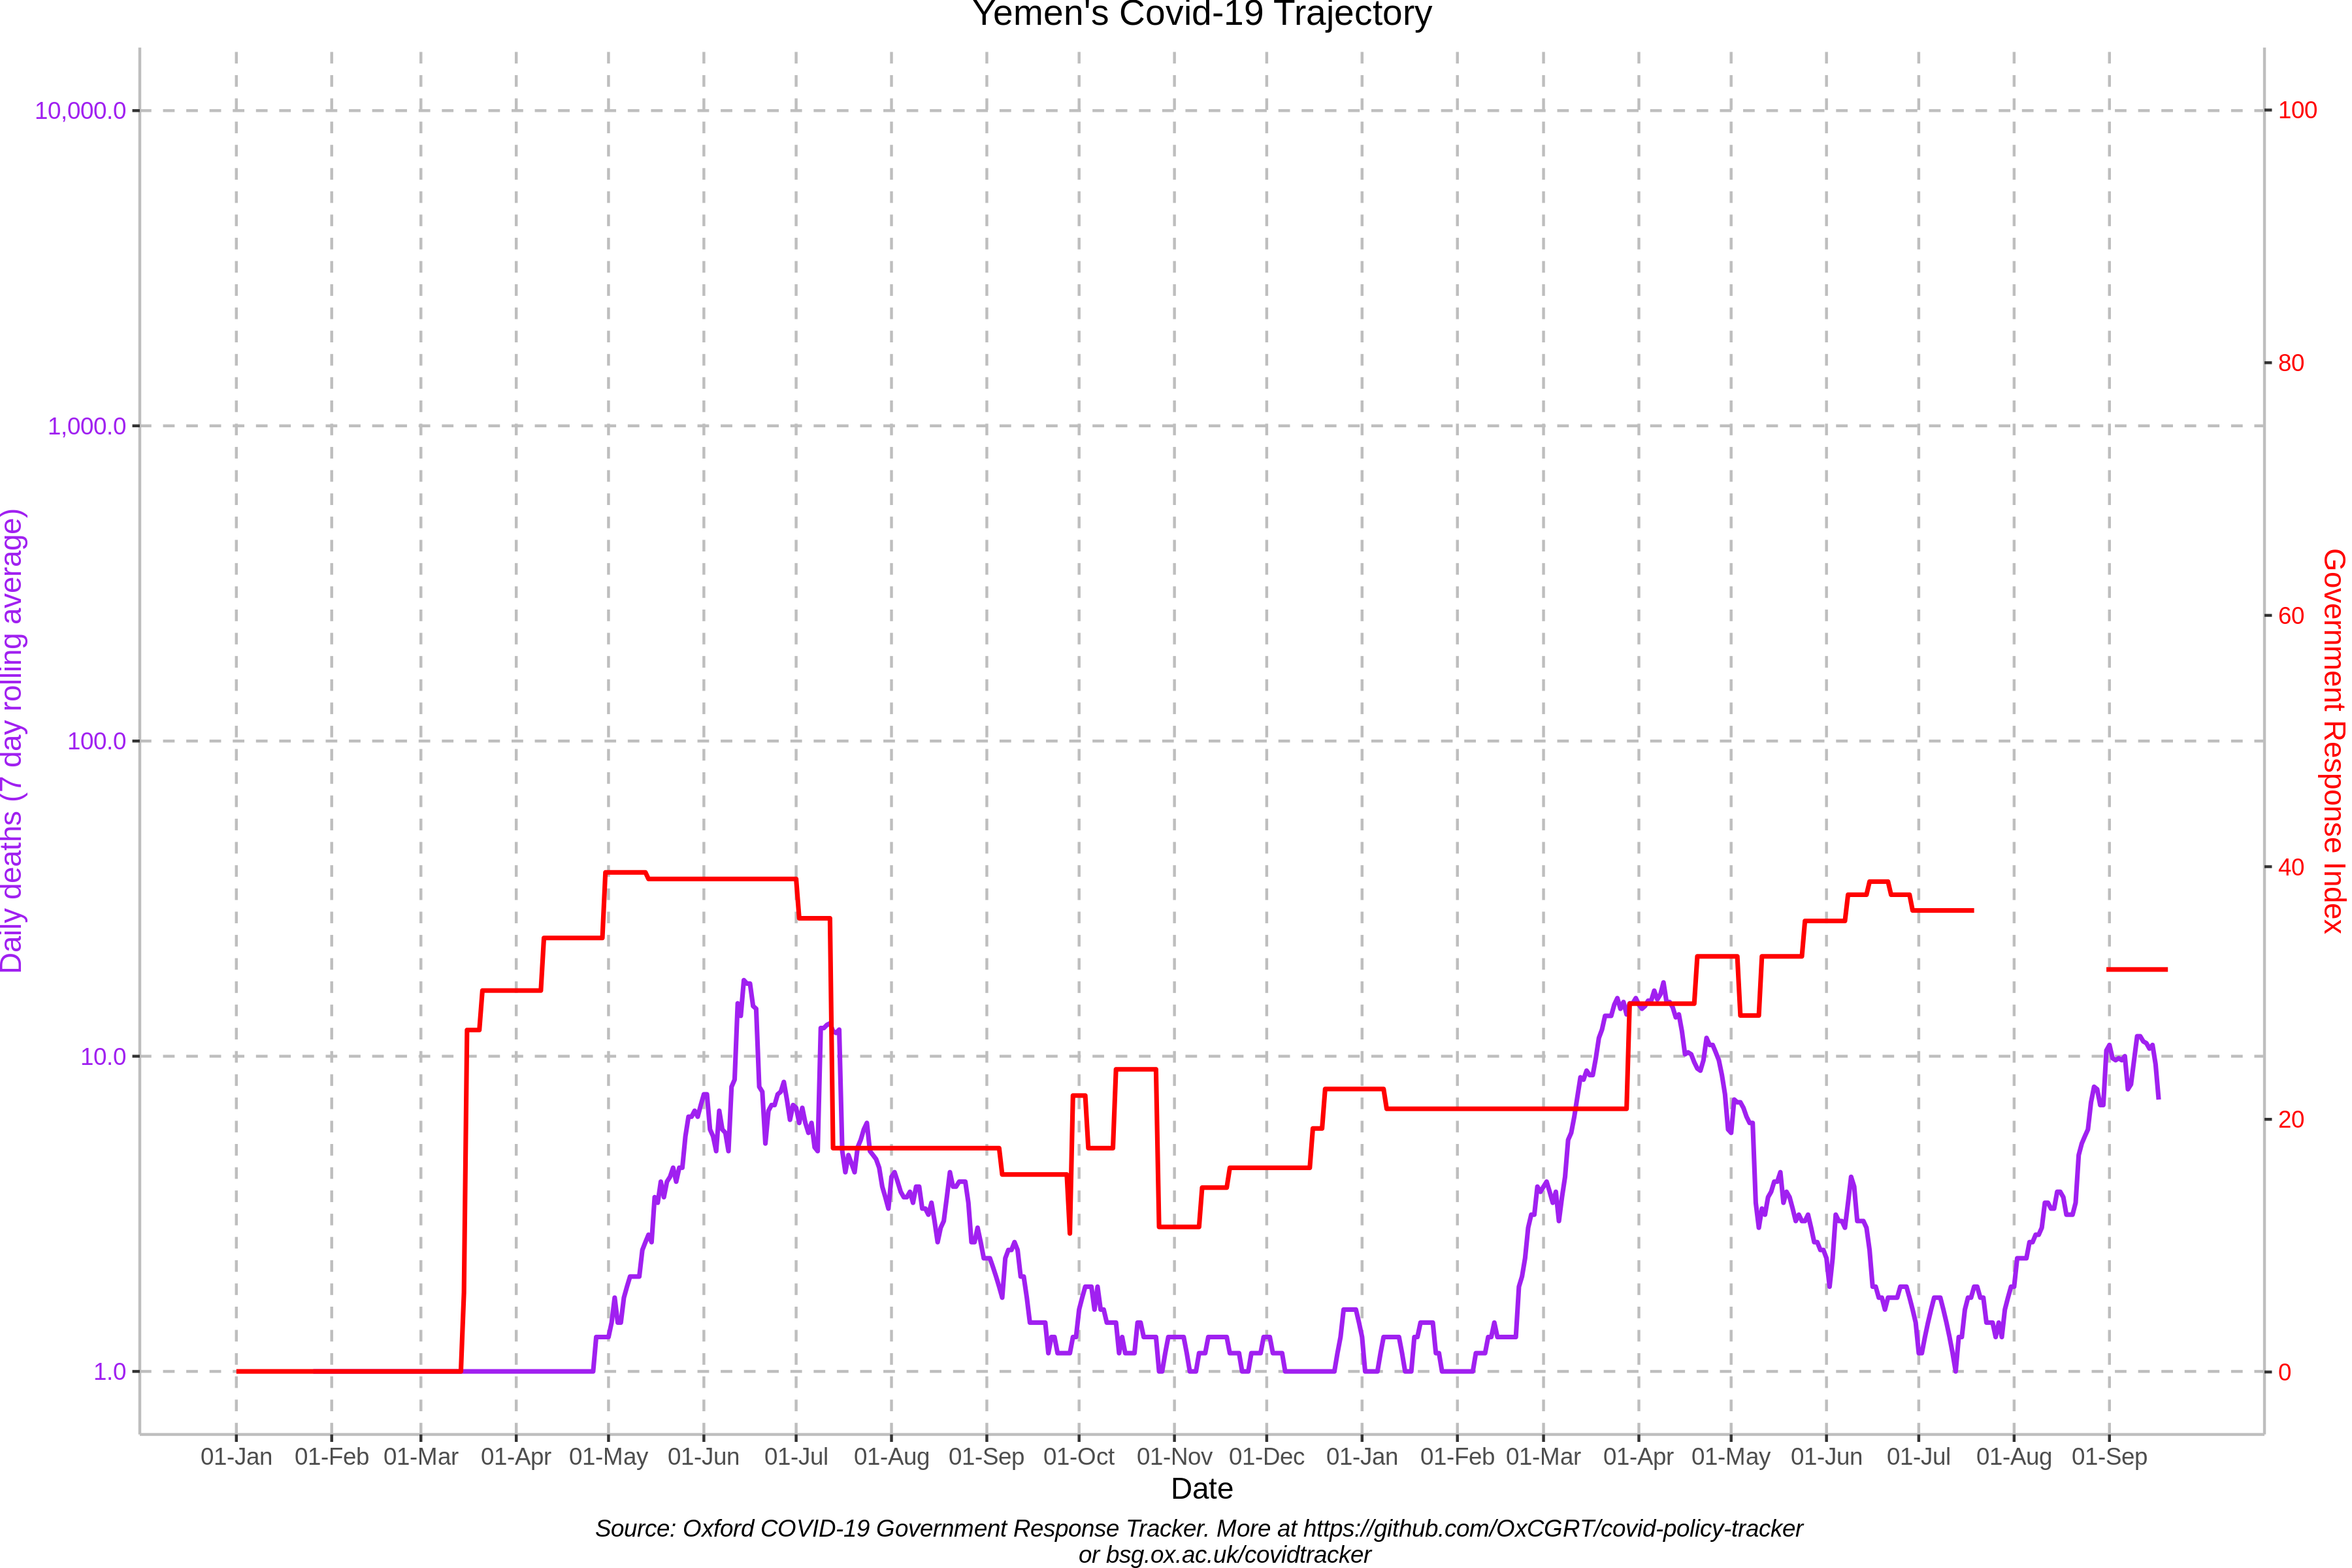 Yemen's Covid-19 Trajectory
10,000.0
1,000.0
100.0
10.0
1.0
Daily deaths (7 day rolling average)
100
80
60
40
20
0
Government Response Index
01-Jan 01-Feb 01-Mar 01-Apr 01-May 01-Jun 01-Jul 01-Aug 01-Sep 01-Oct 01-Nov 01-Dec 01-Jan 01-Feb 01-Mar 01-Apr 01-May 01-Jun 01-Jul 01-Aug 01-Sep
Date
Source: Oxford COVID-19 Government Response Tracker. More at https://github.com/OxCGRT/covid-policy-tracker
or bsg.ox.ac.uk/covidtracker